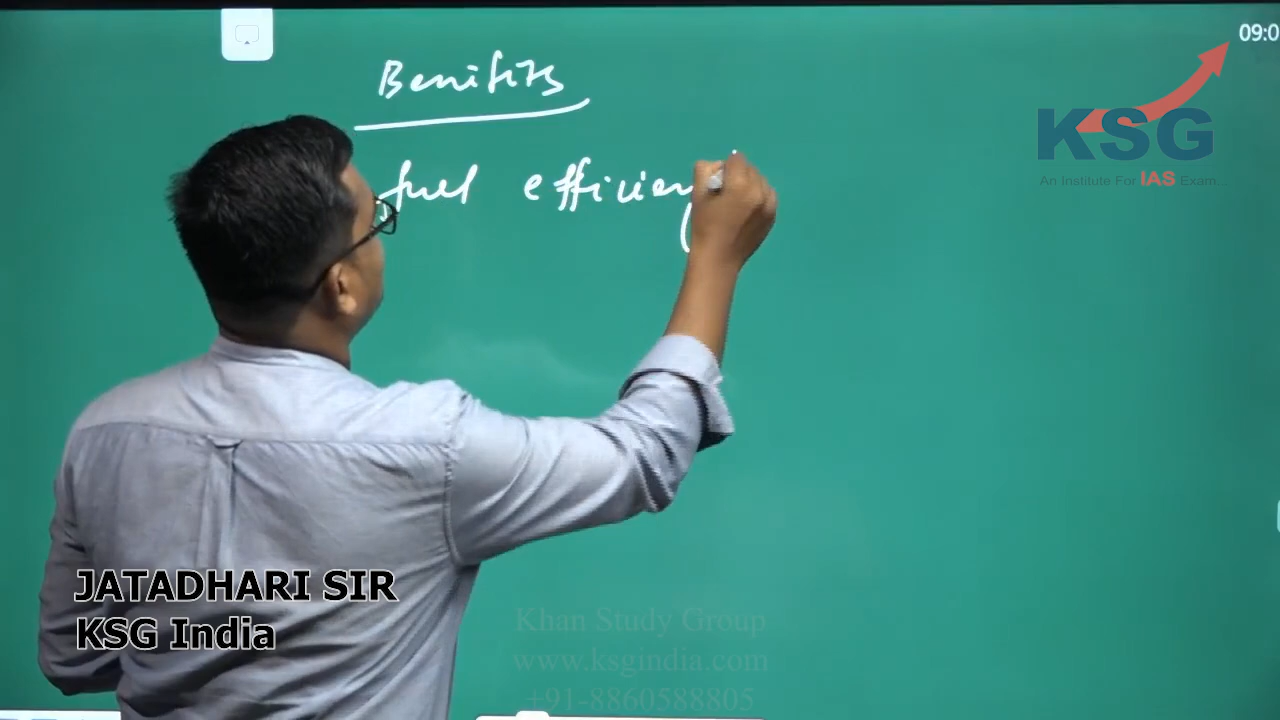 09:0
Benifits
KSG
An Institute For IAS Exam...
fuel efficien
JATADHARI SIR
KSG India
Khan Study Group
www.ksgindia.com
+91-8860588805